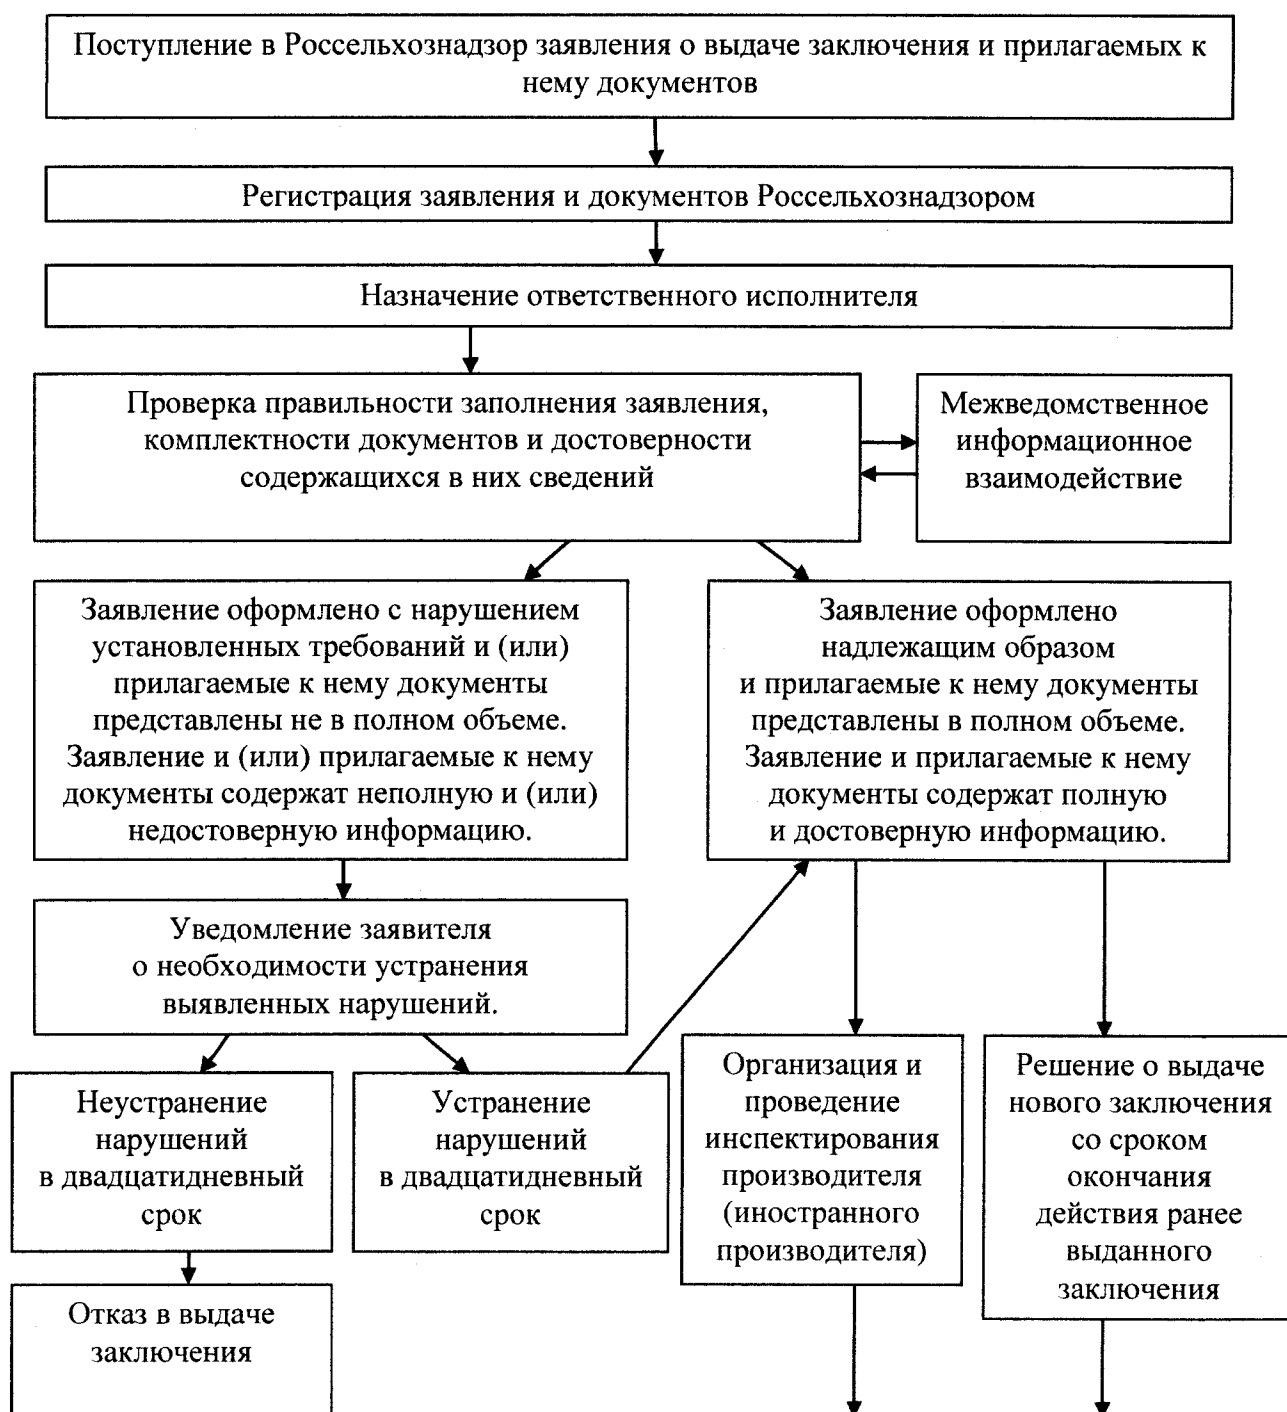 Поступление в Россельхознадзор заявления о выдаче заключения и прилагаемых к
нему документов
Регистрация заявления и документов Россельхознадзором
Назначение ответственного исполнителя
Проверка правильности заполнения заявления,
комплектности документов и достоверности
содержащихся в них сведений
Межведомственное
информационное
взаимодействие
Заявление оформлено с нарушением
установленных требований и (или)
прилагаемые к нему документы
представлены не в полном объеме.
Заявление и (или) прилагаемые к нему
документы содержат неполную и (или)
недостоверную информацию.
Заявление оформлено
надлежащим образом
и прилагаемые к нему документы
представлены в полном объеме.
Заявление и прилагаемые к нему
документы содержат полную
и достоверную информацию.
Уведомление заявителя
о необходимости устранения
выявленных нарушений.
Неустранение
нарушений
в двадцатидневный
срок
Устранение
нарушений
в двадцатидневный
срок
Организация и
проведение
инспектирования
производителя
(иностранного
производителя)
Решение о выдаче
нового заключения
со сроком
окончания
действия ранее
выданного
заключения
Отказ в выдаче
заключения